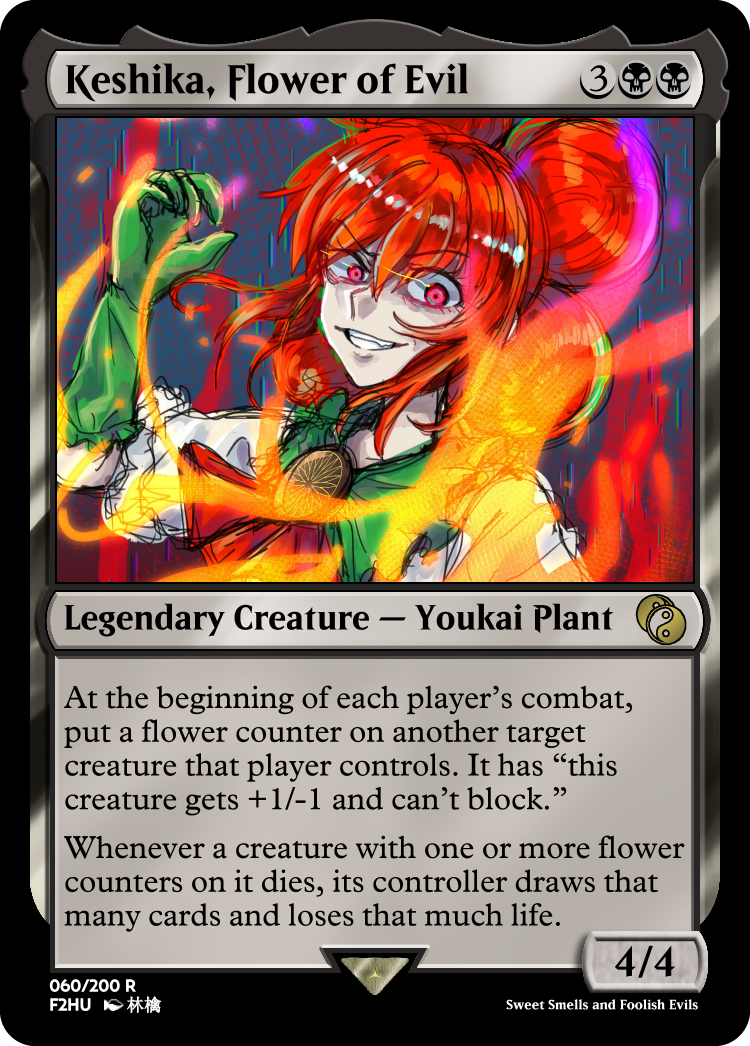 Keshika, Flower of Evil 3
Legendary Creature — Youkai Plant
At the beginning of each player's combat,
put a flower counter on another target
creature that player controls. It has “this
creature gets +1/-1 and can't block.”
Whenever a creature with one or more flower
counters on it dies, its controller draws that
many cards and loses that much life.
4/4
060/200 R
F2HU 林檎
Sweet Smells and Foolish Evils